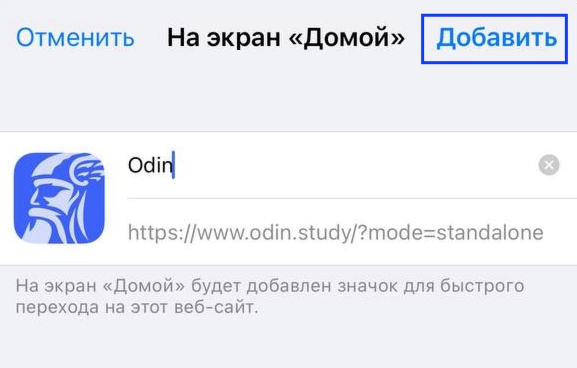 Отменить На экран «Домой» Добавить
Odin
https://www.odin.study/?mode=standalone
На экран «Домой» будет добавлен значок для быстрого
перехода на этот веб-сайт.